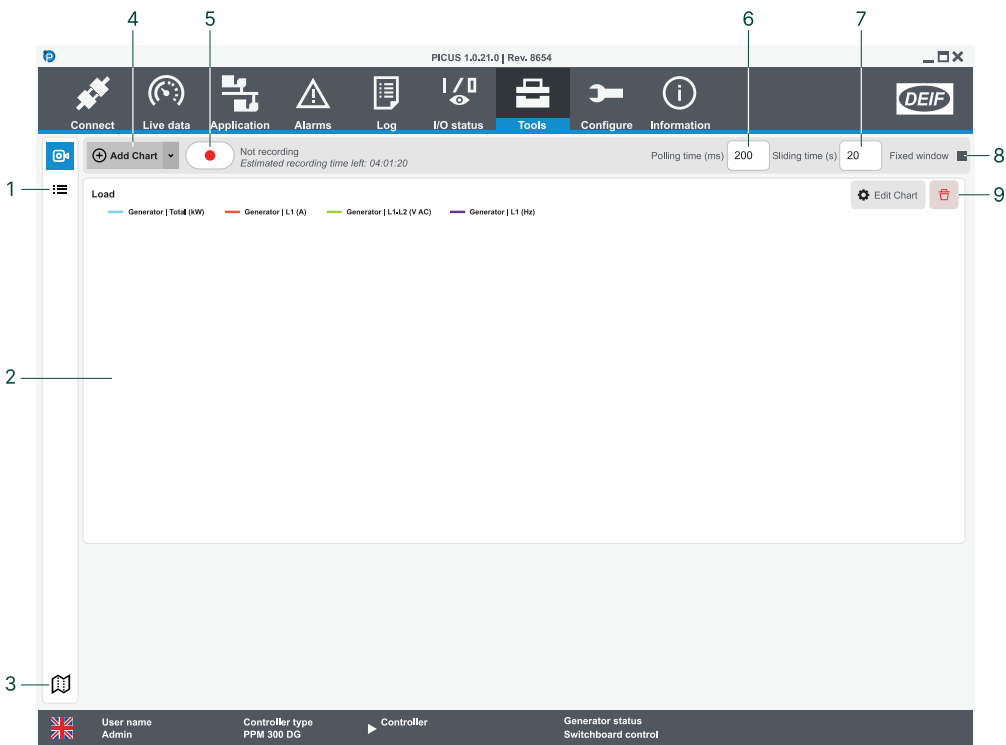 4 5 6 7
PICUS 1.0.21.0 | Rev. 8654
Connect Live data Application Alarms Log I/O status Tools Configure Information
DEIF
Add Chart
Not recording
Estimated recording time left: 04:01:20
Polling time (ms) 200 Sliding time (s) 20 Fixed window
8
1
Load
Edit Chart
9
Generator | Total (kW) Generator | L1 (A) Generator | L1-L2 (V AC) Generator | L1 (Hz)
2
3
User name Controller type Controller Generator status
Admin PPM 300 DG Switchboard control